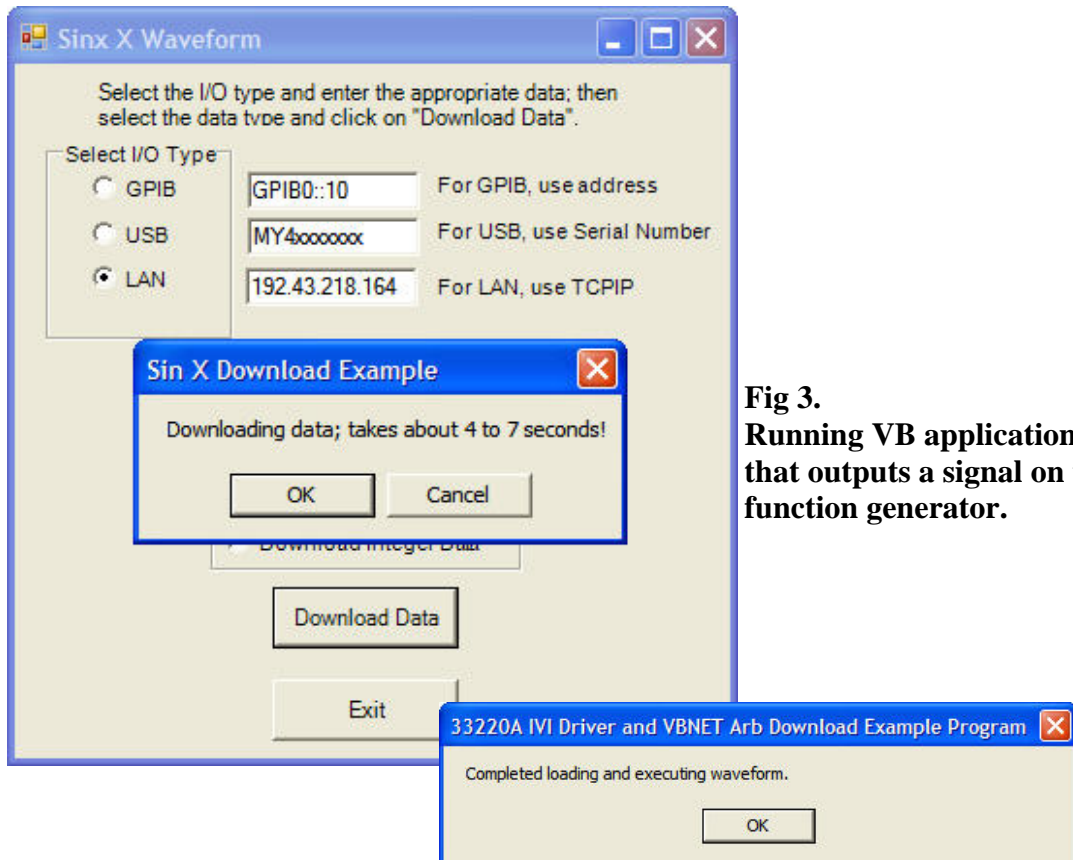 Sinx X Waveform
Select the I/O type and enter the appropriate data; then
select the data type and click on "Download Data".
Select I/O Type
GPIB
GPIB0::10
For GPIB, use address
USB
MY4xxxxxxx
For USB, use Serial Number
LAN
192.43.218.164
For LAN, use TCPIP
Sin X Download Example
Downloading data; takes about 4 to 7 seconds!
OK
Cancel
Download Integer Data
Download Data
Exit
Fig 3.
Running VB application
that outputs a signal on
function generator.
33220A IVI Driver and VBNET Arb Download Example Program
Completed loading and executing waveform.
OK